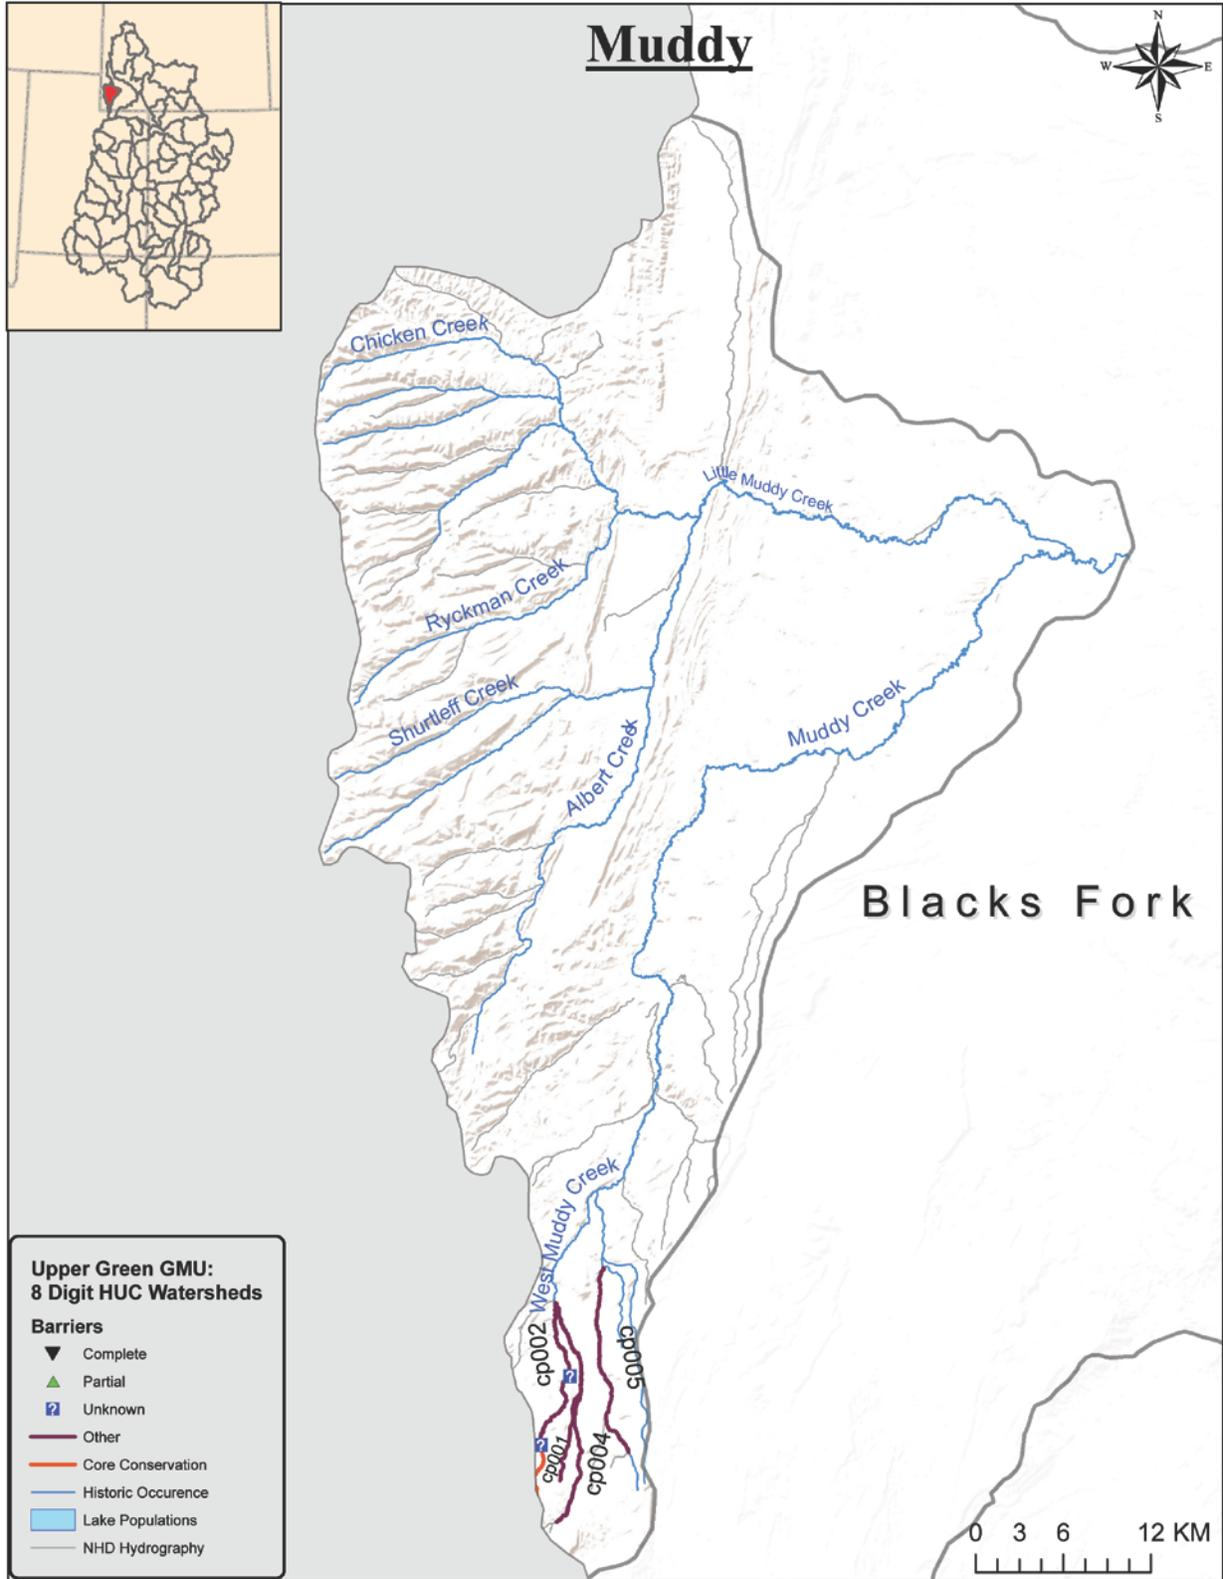 Muddy
N
W
E
S
Chicken Creek
Little Muddy Creek
Ryckman Creek
Shurtleff Creek
Muddy Creek
Albert Creek
Blacks Fork
West Muddy Creek
cp002
cp005
?
?
cp001
cp004
Upper Green GMU:
8 Digit HUC Watersheds
Barriers
Complete
Partial
? Unknown
Other
Core Conservation
Historic Occurence
Lake Populations
NHD Hydrography
0 3 6 12 KM